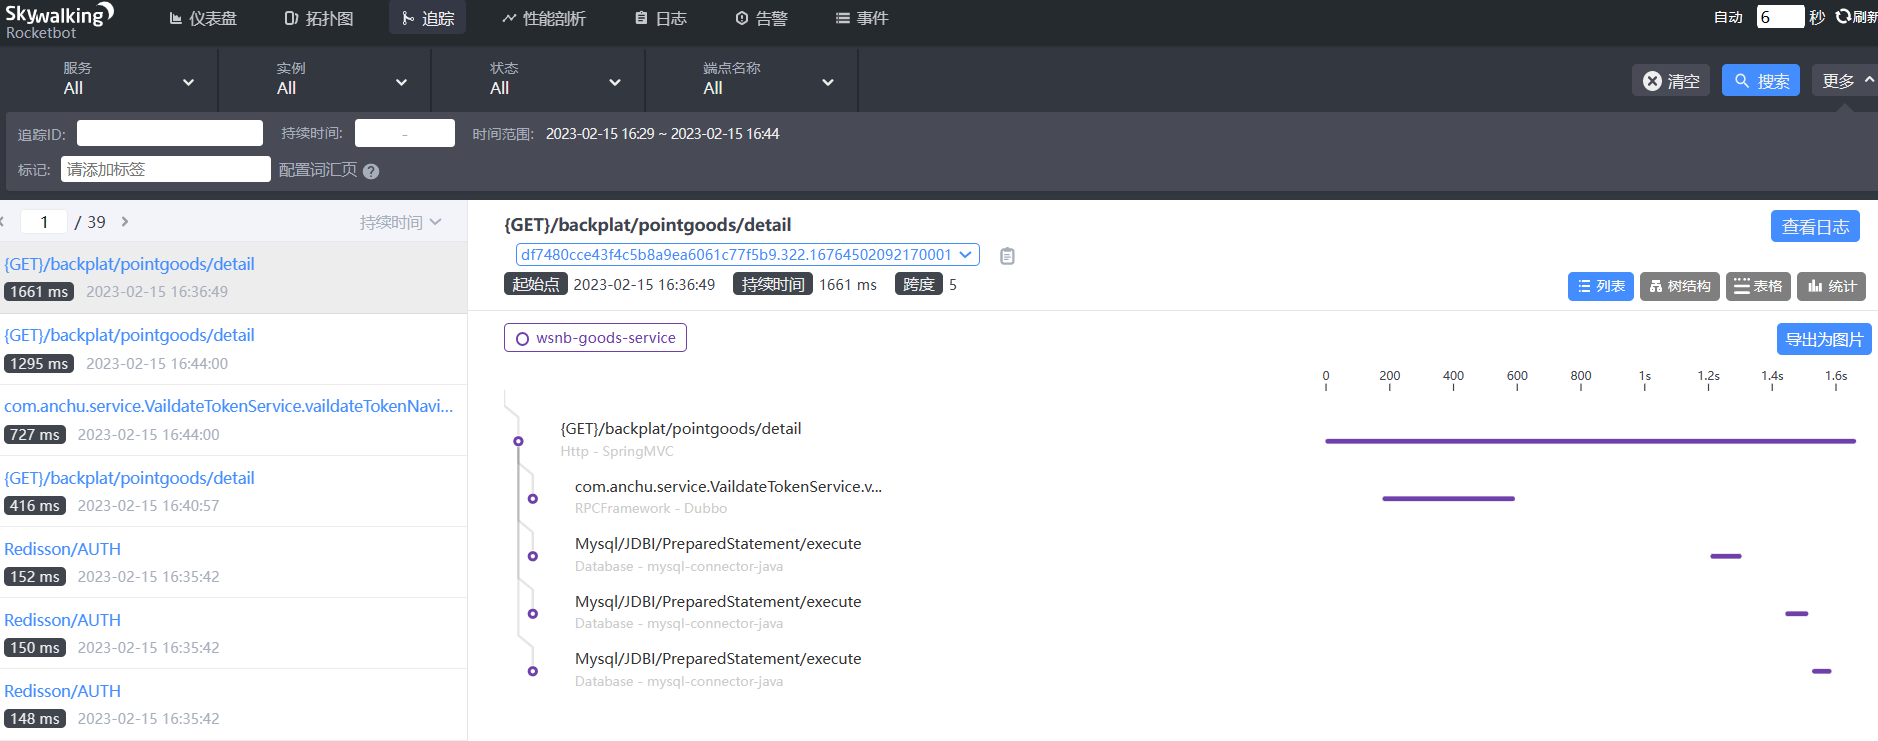 Skywalking
Rocketbot
仪表盘 拓扑图 追踪 性能剖析 日志 告警 事件
自动 6 秒 刷新
服务 实例 状态 端点名称
All All All All
清空 搜索 更多
追踪ID: 持续时间: - 时间范围: 2023-02-15 16:29 ~ 2023-02-15 16:44
标记: 请添加标签 配置词汇页 ?
1 / 39 持续时间
{GET}/backplat/pointgoods/detail
1661 ms 2023-02-15 16:36:49
{GET}/backplat/pointgoods/detail
1295 ms 2023-02-15 16:44:00
com.anchu.service.VaildateTokenService.vaildateTokenNavi...
727 ms 2023-02-15 16:44:00
{GET}/backplat/pointgoods/detail
416 ms 2023-02-15 16:40:57
Redisson/AUTH
152 ms 2023-02-15 16:35:42
Redisson/AUTH
150 ms 2023-02-15 16:35:42
Redisson/AUTH
148 ms 2023-02-15 16:35:42
{GET}/backplat/pointgoods/detail
查看日志
df7480cce43f4c5b8a9ea6061c77f5b9.322.16764502092170001
起始点 2023-02-15 16:36:49 持续时间 1661 ms 跨度 5
列表 树结构 表格 统计
wsnb-goods-service
导出为图片
0 200 400 600 800 1s 1.2s 1.4s 1.6s
{GET}/backplat/pointgoods/detail
Http - SpringMVC
com.anchu.service.VaildateTokenService.v...
RPCFramework - Dubbo
Mysql/JDBI/PreparedStatement/execute
Database - mysql-connector-java
Mysql/JDBI/PreparedStatement/execute
Database - mysql-connector-java
Mysql/JDBI/PreparedStatement/execute
Database - mysql-connector-java